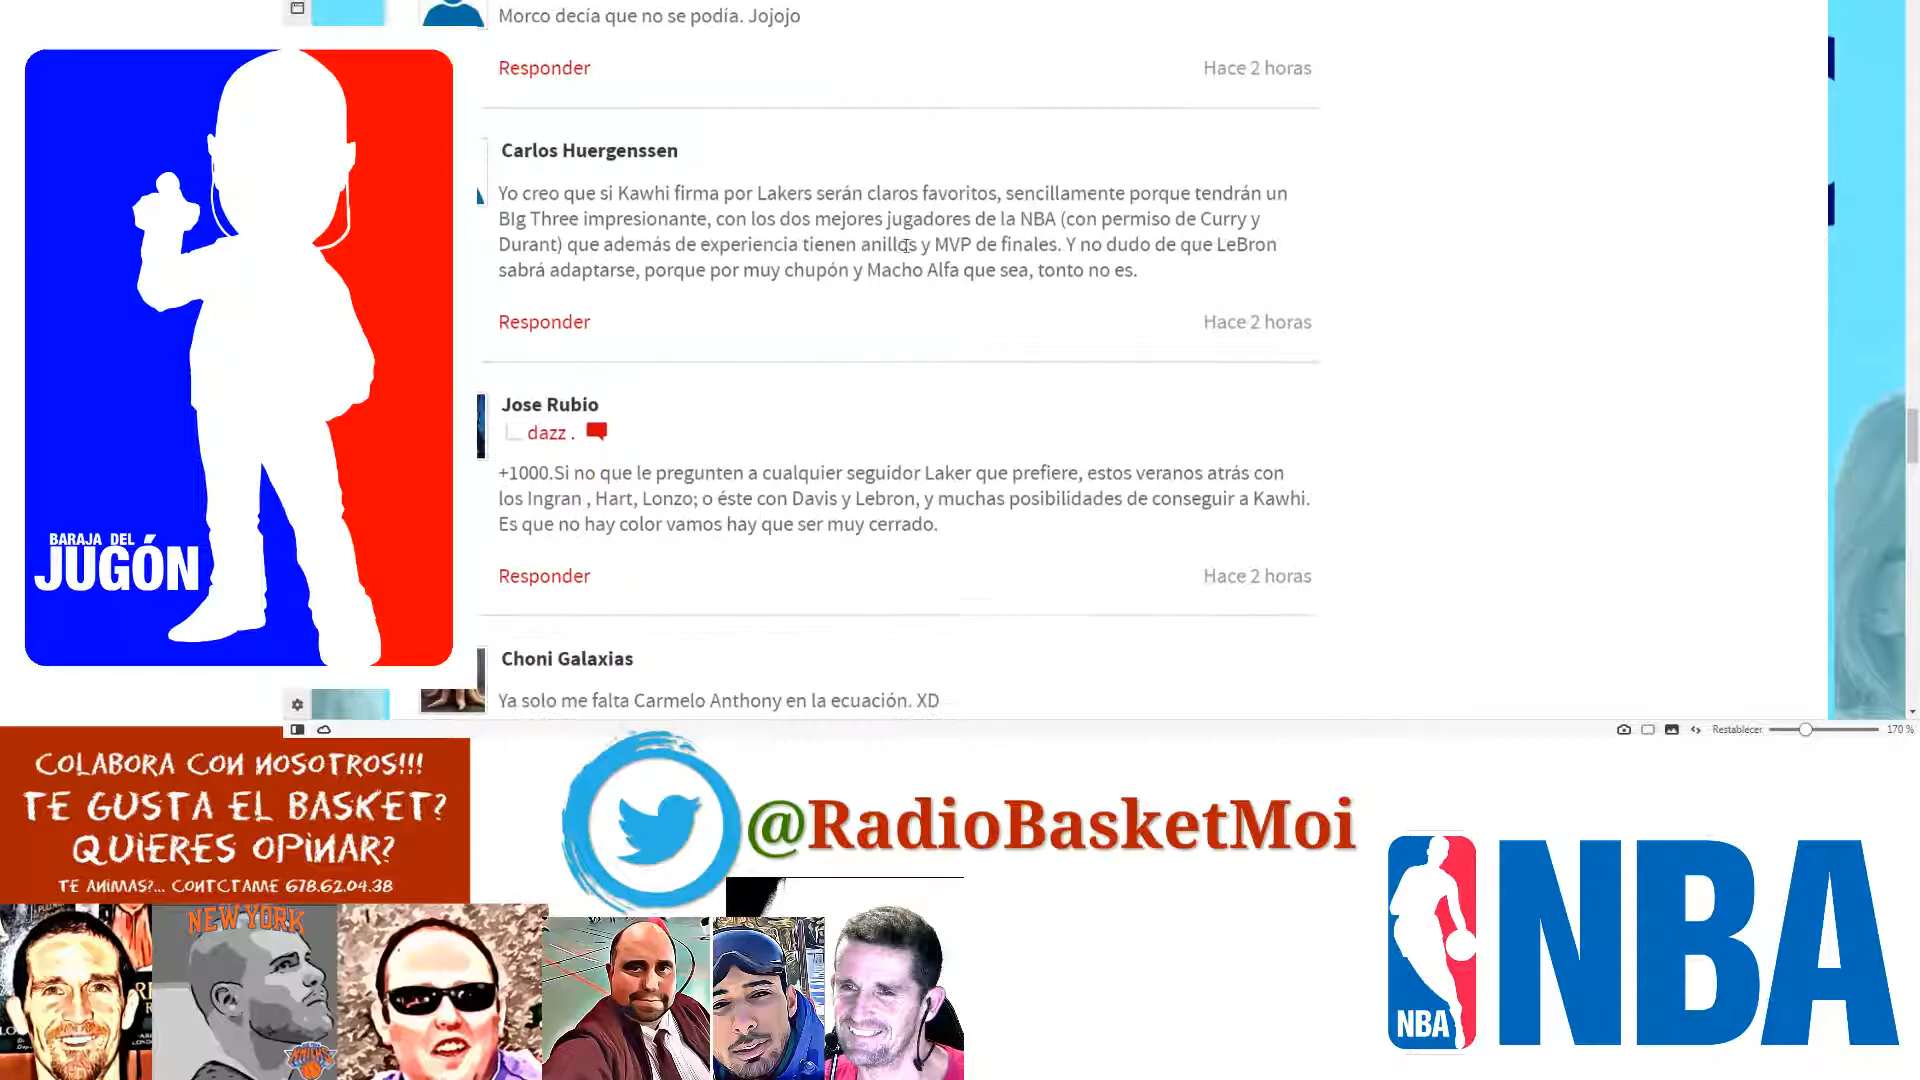 Morco decía que no se podía. Jojojo
Responder
Hace 2 horas
Carlos Huergenssen
Yo creo que si Kawhi firma por Lakers serán claros favoritos, sencillamente porque tendrán un
BIg Three impresionante, con los dos mejores jugadores de la NBA (con permiso de Curry y
Durant) que además de experiencia tienen anillos y MVP de finales. Y no dudo de que LeBron
sabrá adaptarse, porque por muy chupón y Macho Alfa que sea, tonto no es.
Responder
Hace 2 horas
Jose Rubio
dazz .
+1000.Si no que le pregunten a cualquier seguidor Laker que prefiere, estos veranos atrás con
los Ingran , Hart, Lonzo; o éste con Davis y Lebron, y muchas posibilidades de conseguir a Kawhi.
Es que no hay color vamos hay que ser muy cerrado.
Responder
Hace 2 horas
Choni Galaxias
Ya solo me falta Carmelo Anthony en la ecuación. XD
BARAJA DEL
JUGÓN
Restablecer
170 %
COLABORA CON NOSOTROS!!!
TE GUSTA EL BASKET?
QUIERES OPINAR?
TE ANIMAS?... CONTCTAME 678.62.04.38
@RadioBasketMoi
NEW YORK
KNICKS
NBA
NBA